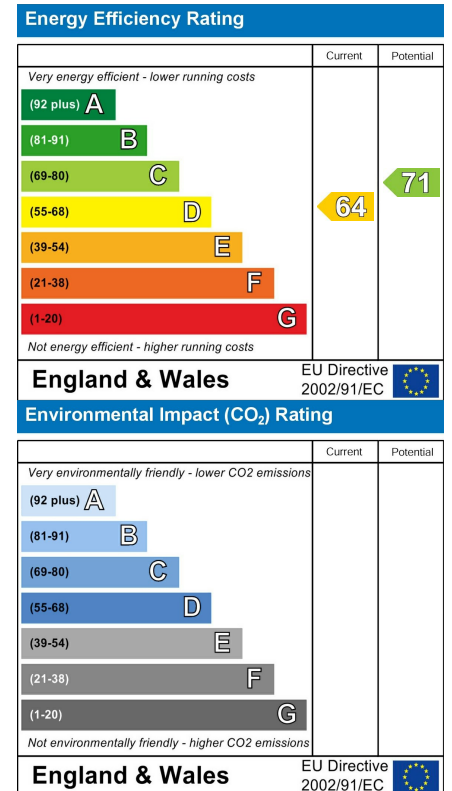 Energy Efficiency Rating
Current Potential
Very energy efficient - lower running costs
(92 plus) A
(81-91) B
(69-80) C
(55-68) D
(39-54) E
(21-38) F
(1-20) G
64
71
Not energy efficient - higher running costs
England & Wales
EU Directive
2002/91/EC
Environmental Impact (CO₂) Rating
Current Potential
Very environmentally friendly - lower CO2 emissions
(92 plus) A
(81-91) B
(69-80) C
(55-68) D
(39-54) E
(21-38) F
(1-20) G
Not environmentally friendly - higher CO2 emissions
England & Wales
EU Directive
2002/91/EC